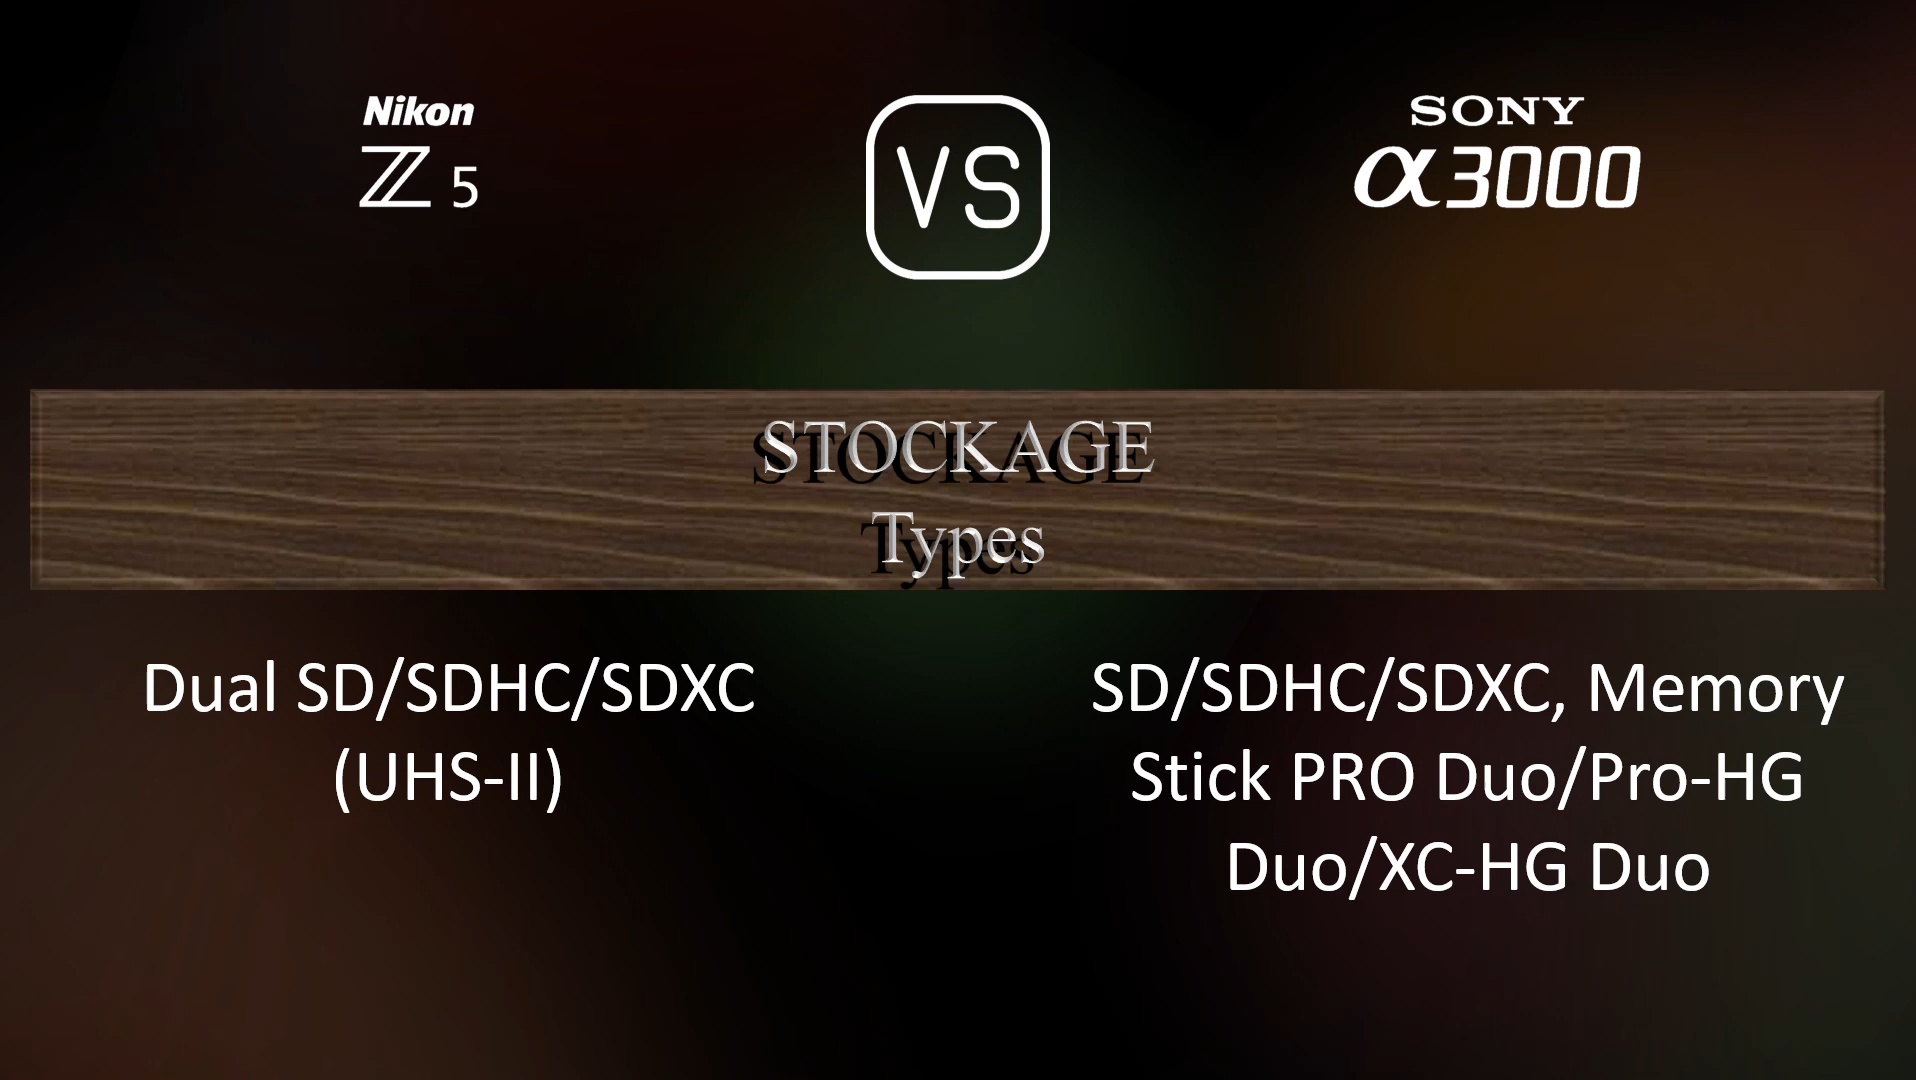 Nikon
Z 5
VS
SONY
α3000
STOCKAGE
Types
Dual SD/SDHC/SDXC
(UHS-II)
SD/SDHC/SDXC, Memory
Stick PRO Duo/Pro-HG
Duo/XC-HG Duo